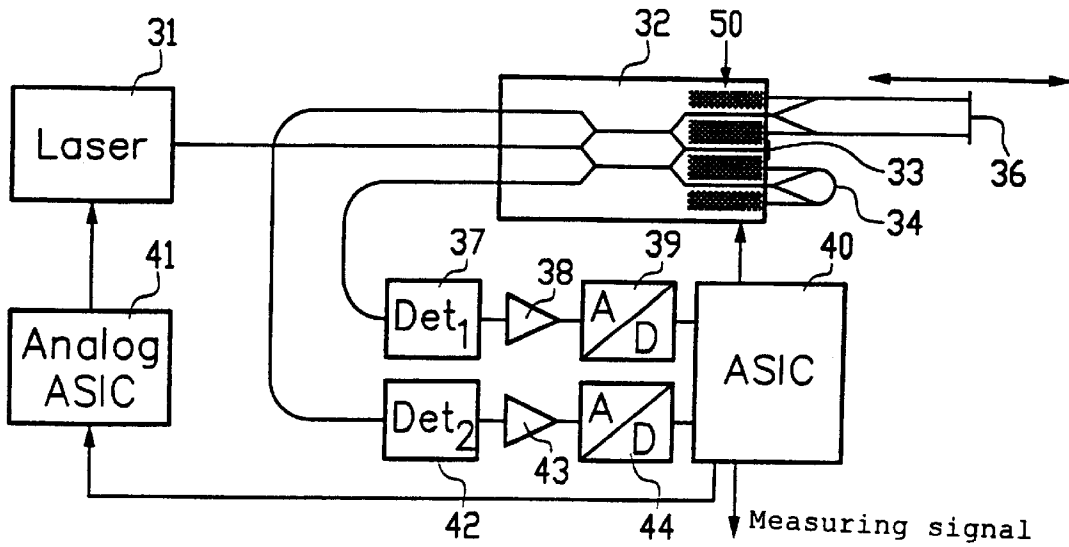 31
32
50
Laser
33
36
34
37
38
39
40
41
Det1
A
D
Analog
ASIC
ASIC
Det2
A
D
43
42
44
Measuring signal